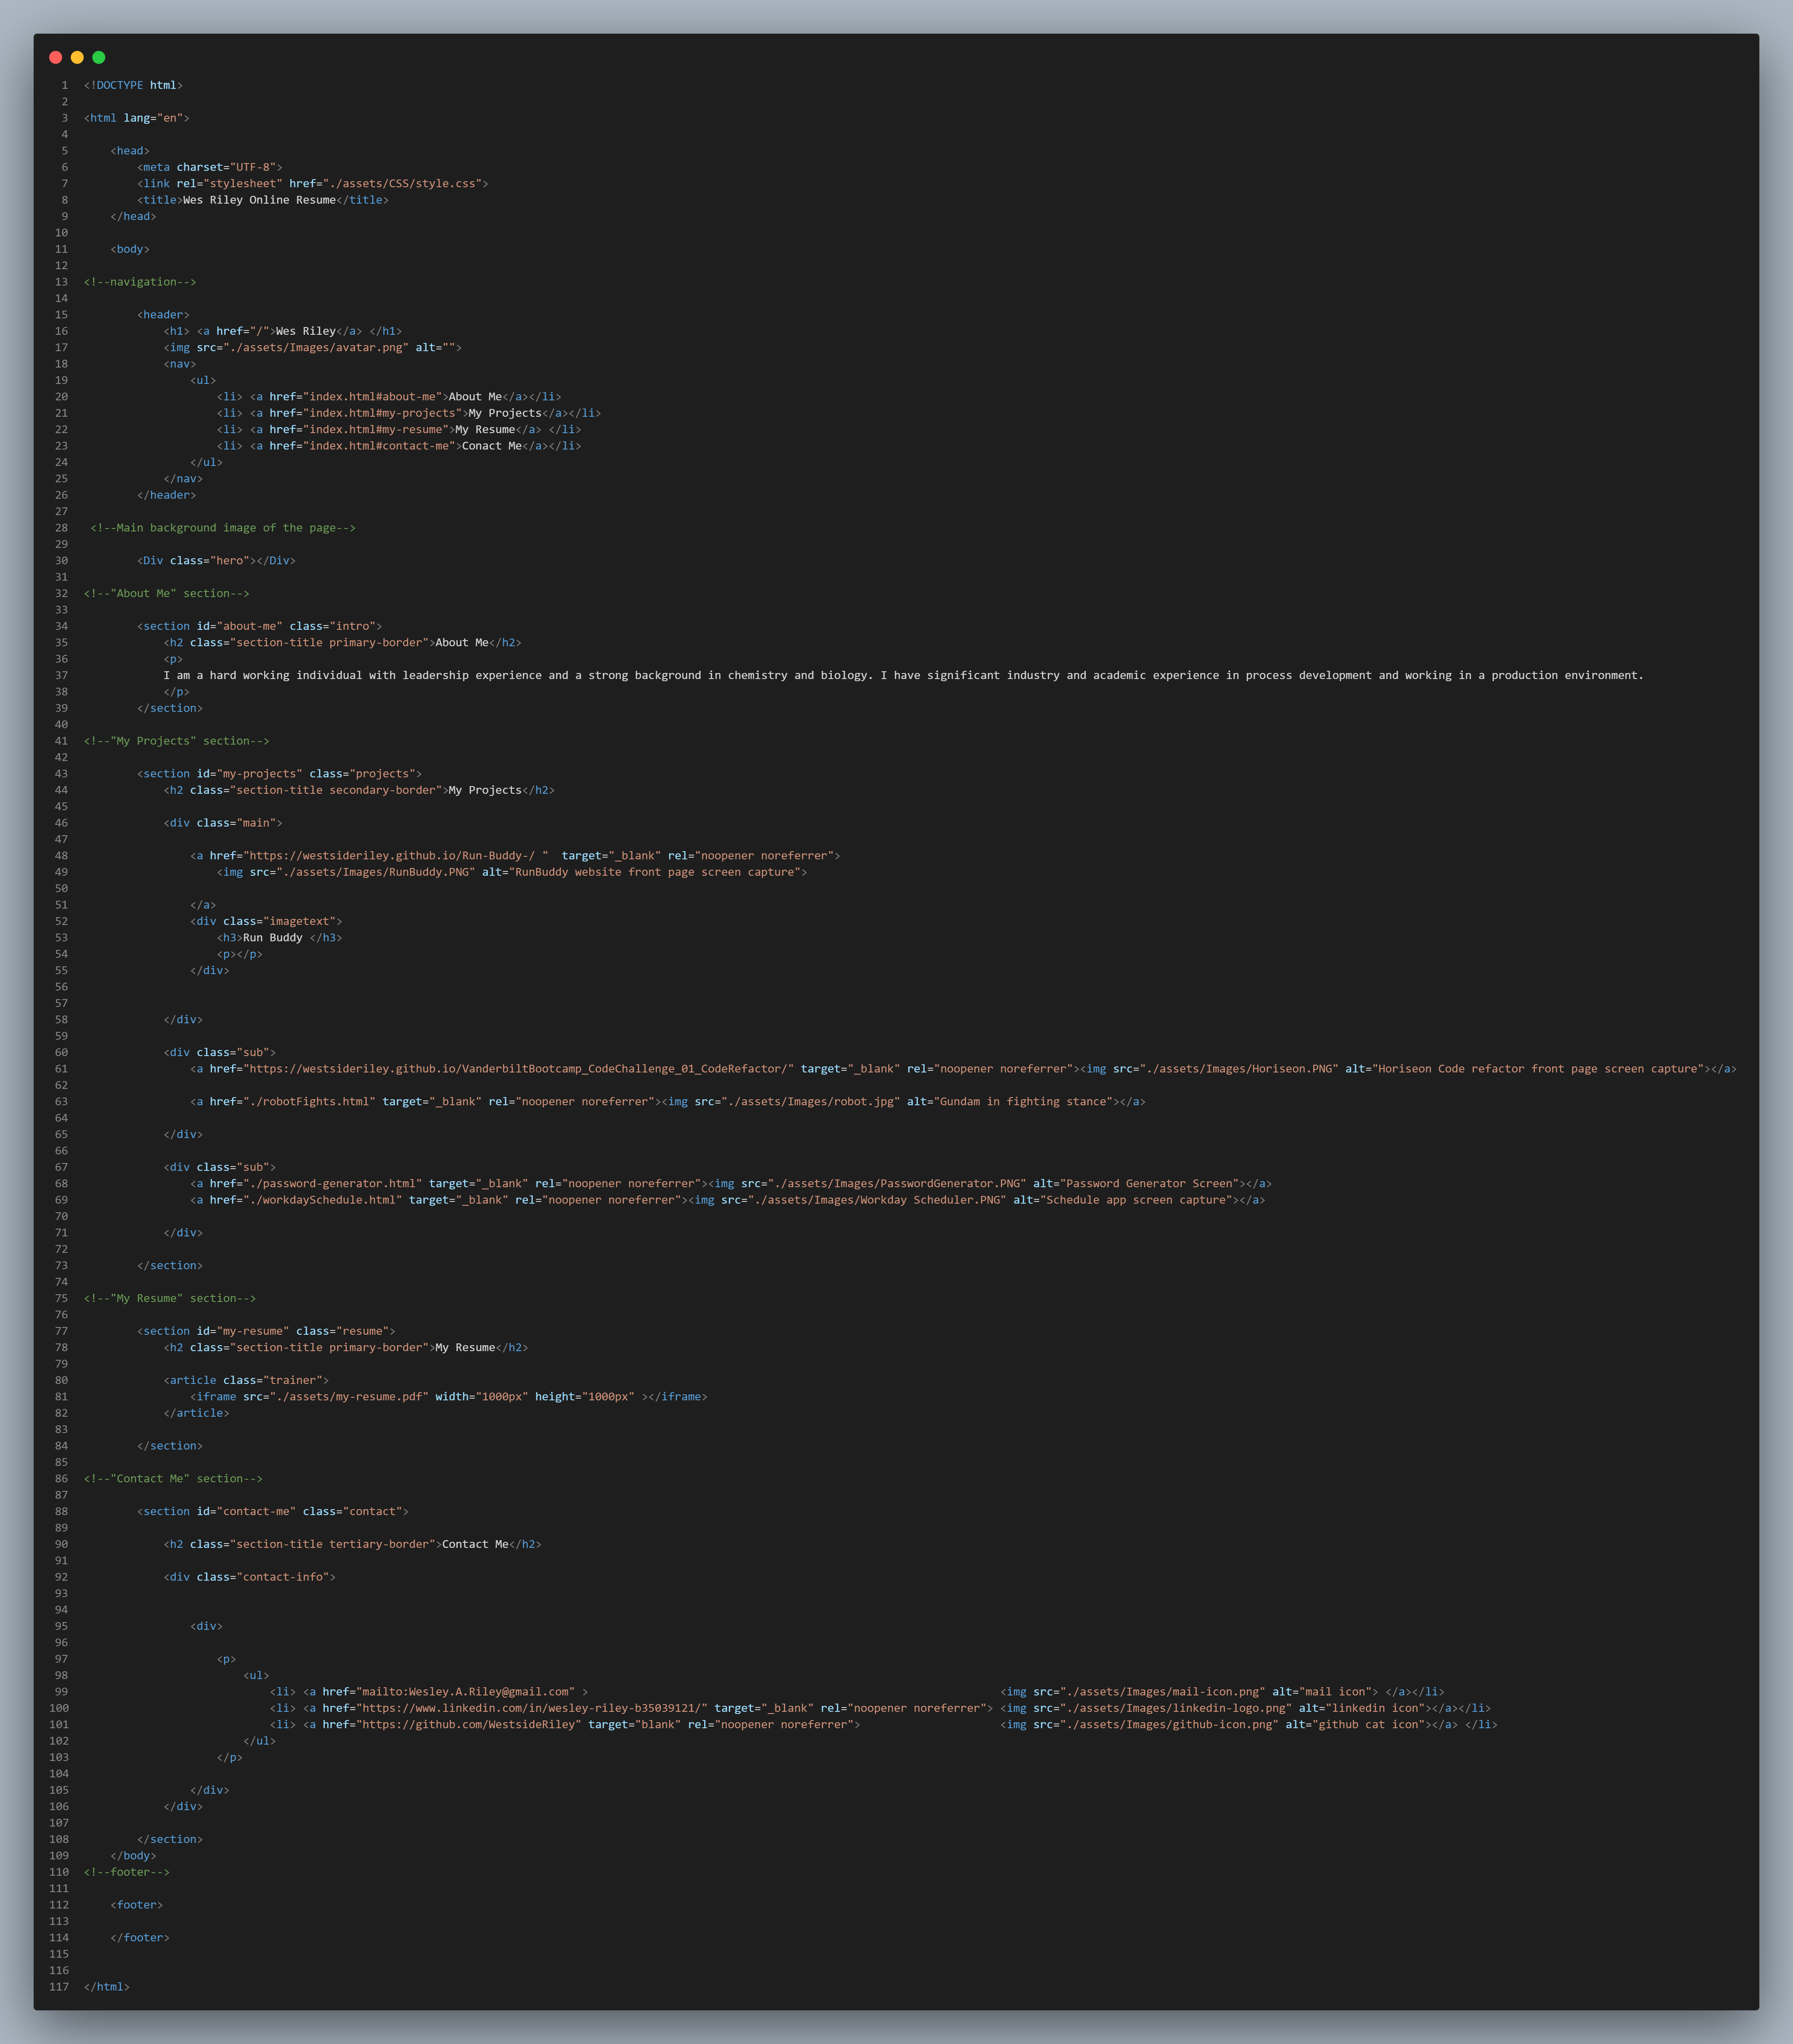 1 <!DOCTYPE html>
2
3 <html lang="en">
4
5     <head>
6         <meta charset="UTF-8">
7         <link rel="stylesheet" href="./assets/CSS/style.css">
8         <title>Wes Riley Online Resume</title>
9     </head>
10
11     <body>
12
13 <!--navigation-->
14
15         <header>
16             <h1> <a href="/">Wes Riley</a> </h1>
17             <img src="./assets/Images/avatar.png" alt="">
18             <nav>
19                 <ul>
20                     <li> <a href="index.html#about-me">About Me</a></li>
21                     <li> <a href="index.html#my-projects">My Projects</a></li>
22                     <li> <a href="index.html#my-resume">My Resume</a> </li>
23                     <li> <a href="index.html#contact-me">Conact Me</a></li>
24                 </ul>
25             </nav>
26         </header>
27
28  <!--Main background image of the page-->
29
30         <Div class="hero"></Div>
31
32 <!--"About Me" section-->
33
34         <section id="about-me" class="intro">
35             <h2 class="section-title primary-border">About Me</h2>
36             <p>
37             I am a hard working individual with leadership experience and a strong background in chemistry and biology. I have significant industry and academic experience in process development and working in a production environment.
38             </p>
39         </section>
40
41 <!--"My Projects" section-->
42
43         <section id="my-projects" class="projects">
44             <h2 class="section-title secondary-border">My Projects</h2>
45
46             <div class="main">
47
48                 <a href="https://westsideriley.github.io/Run-Buddy-/ "  target="_blank" rel="noopener noreferrer">
49                     <img src="./assets/Images/RunBuddy.PNG" alt="RunBuddy website front page screen capture">
50
51                 </a>
52                 <div class="imagetext">
53                     <h3>Run Buddy </h3>
54                     <p></p>
55                 </div>
56
57
58             </div>
59
60             <div class="sub">
61                 <a href="https://westsideriley.github.io/VanderbiltBootcamp_CodeChallenge_01_CodeRefactor/" target="_blank" rel="noopener noreferrer"><img src="./assets/Images/Horiseon.PNG" alt="Horiseon Code refactor front page screen capture"></a>
62
63                 <a href="./robotFights.html" target="_blank" rel="noopener noreferrer"><img src="./assets/Images/robot.jpg" alt="Gundam in fighting stance"></a>
64
65             </div>
66
67             <div class="sub">
68                 <a href="./password-generator.html" target="_blank" rel="noopener noreferrer"><img src="./assets/Images/PasswordGenerator.PNG" alt="Password Generator Screen"></a>
69                 <a href="./workdaySchedule.html" target="_blank" rel="noopener noreferrer"><img src="./assets/Images/Workday Scheduler.PNG" alt="Schedule app screen capture"></a>
70
71             </div>
72
73         </section>
74
75 <!--"My Resume" section-->
76
77         <section id="my-resume" class="resume">
78             <h2 class="section-title primary-border">My Resume</h2>
79
80             <article class="trainer">
81                 <iframe src="./assets/my-resume.pdf" width="1000px" height="1000px" ></iframe>
82             </article>
83
84         </section>
85
86 <!--"Contact Me" section-->
87
88         <section id="contact-me" class="contact">
89
90             <h2 class="section-title tertiary-border">Contact Me</h2>
91
92             <div class="contact-info">
93
94
95                 <div>
96
97                     <p>
98                         <ul>
99                             <li> <a href="mailto:Wesley.A.Riley@gmail.com" >                                                              <img src="./assets/Images/mail-icon.png" alt="mail icon"> </a></li>
100                             <li> <a href="https://www.linkedin.com/in/wesley-riley-b35039121/" target="_blank" rel="noopener noreferrer"> <img src="./assets/Images/linkedin-logo.png" alt="linkedin icon"></a></li>
101                             <li> <a href="https://github.com/WestsideRiley" target="blank" rel="noopener noreferrer">                     <img src="./assets/Images/github-icon.png" alt="github cat icon"></a> </li>
102                         </ul>
103                     </p>
104
105                 </div>
106             </div>
107
108         </section>
109     </body>
110 <!--footer-->
111
112     <footer>
113
114     </footer>
115
116
117 </html>